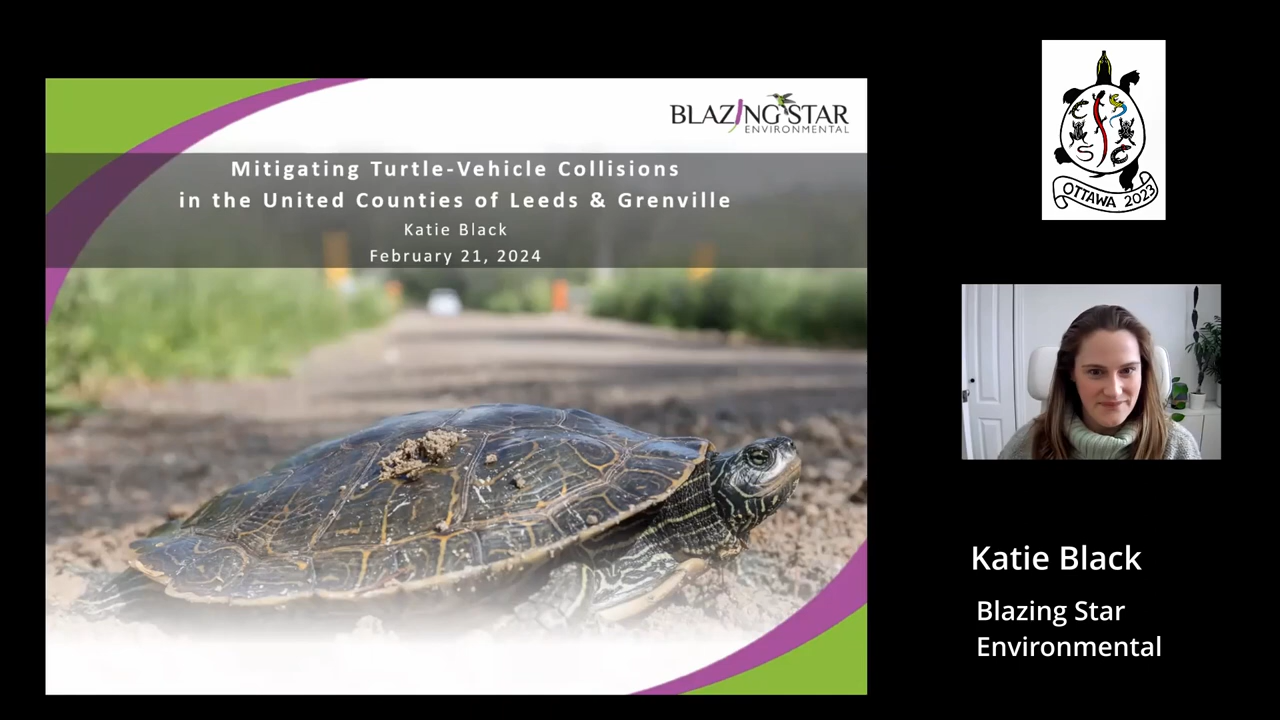 BLAZING STAR
ENVIRONMENTAL
Mitigating Turtle-Vehicle Collisions
in the United Counties of Leeds & Grenville
Katie Black
February 21, 2024
C S C
OTTAWA 2023
Katie Black
Blazing Star
Environmental